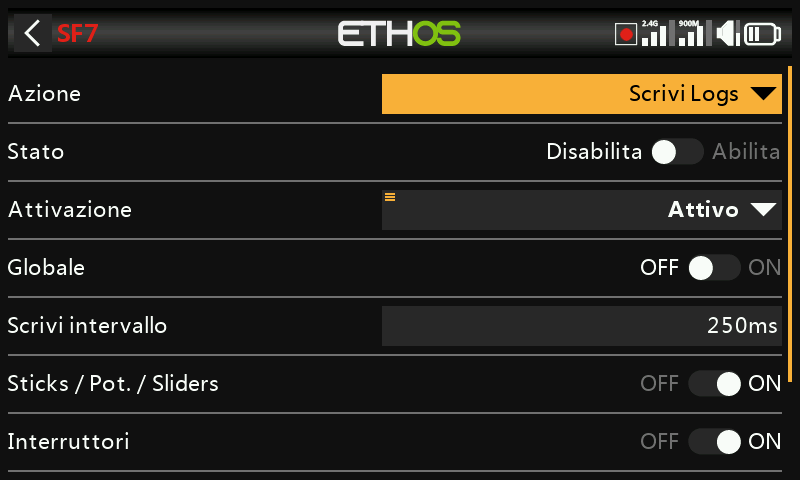 SF7 ETHOS 2.4G 900M
Azione Scrivi Logs
Stato Disabilita Abilita
Attivazione Attivo
Globale OFF ON
Scrivi intervallo 250ms
Sticks / Pot. / Sliders OFF ON
Interruttori OFF ON